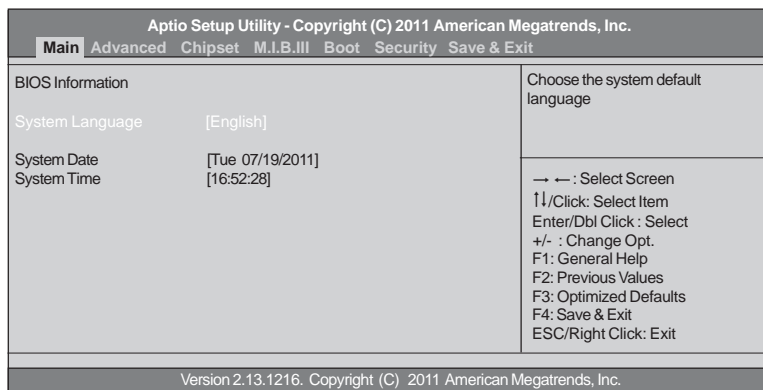 Aptio Setup Utility - Copyright (C) 2011 American Megatrends, Inc.
Main Advanced Chipset M.I.B.III Boot Security Save & Exit
BIOS Information
System Language [English]
System Date [Tue 07/19/2011]
System Time [16:52:28]
Choose the system default
language
→ ←: Select Screen
↑↓/Click: Select Item
Enter/Dbl Click : Select
+/- : Change Opt.
F1: General Help
F2: Previous Values
F3: Optimized Defaults
F4: Save & Exit
ESC/Right Click: Exit
Version 2.13.1216. Copyright (C) 2011 American Megatrends, Inc.